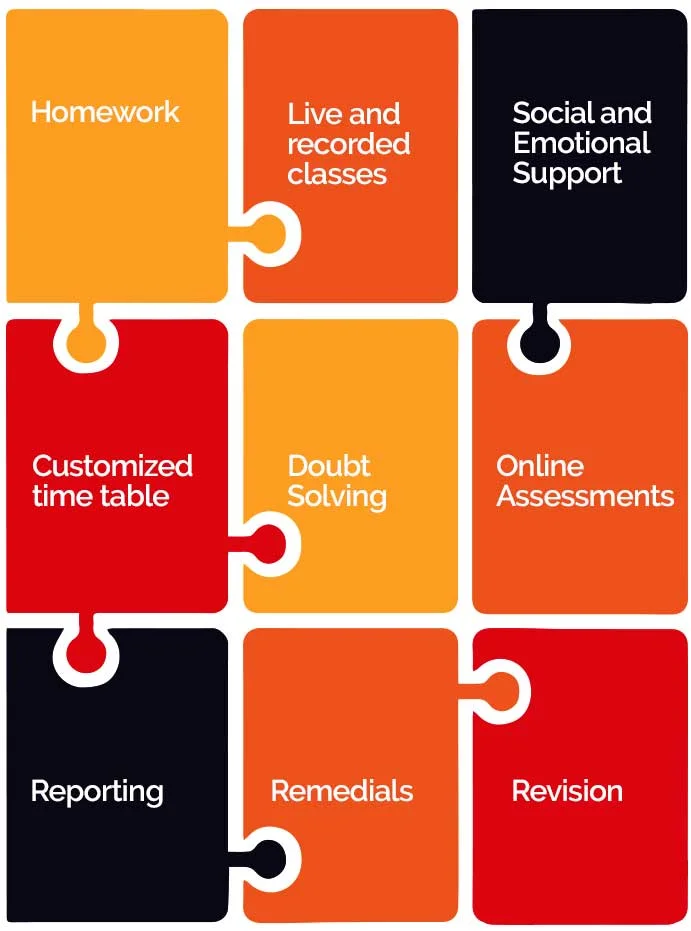 Homework
Live and
recorded
classes
Social and
Emotional
Support
Customized
time table
Doubt
Solving
Online
Assessments
Reporting
Remedials
Revision